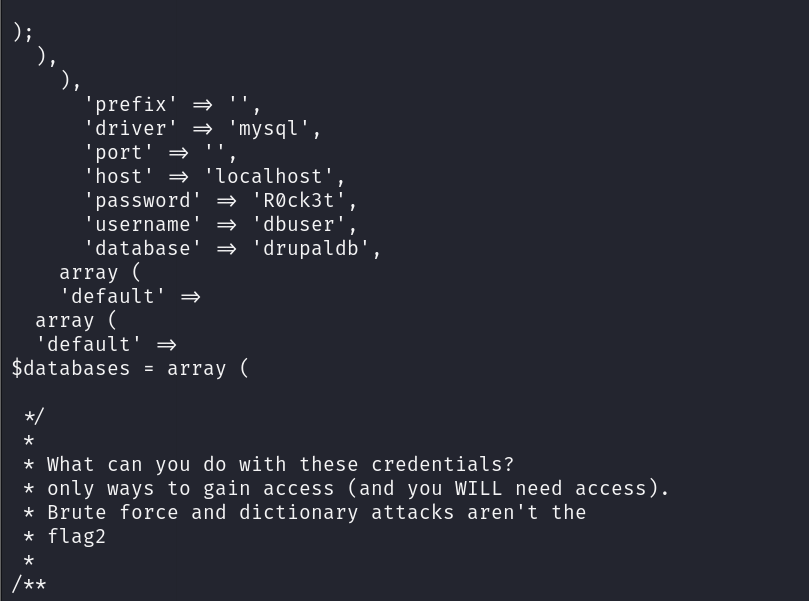 );
  ),
    ),
      'prefix' => '',
      'driver' => 'mysql',
      'port' => '',
      'host' => 'localhost',
      'password' => 'R0ck3t',
      'username' => 'dbuser',
      'database' => 'drupaldb',
    array (
    'default' =>
  array (
  'default' =>
$databases = array (

 */
 *
 * What can you do with these credentials?
 * only ways to gain access (and you WILL need access).
 * Brute force and dictionary attacks aren't the
 * flag2
 *
/**